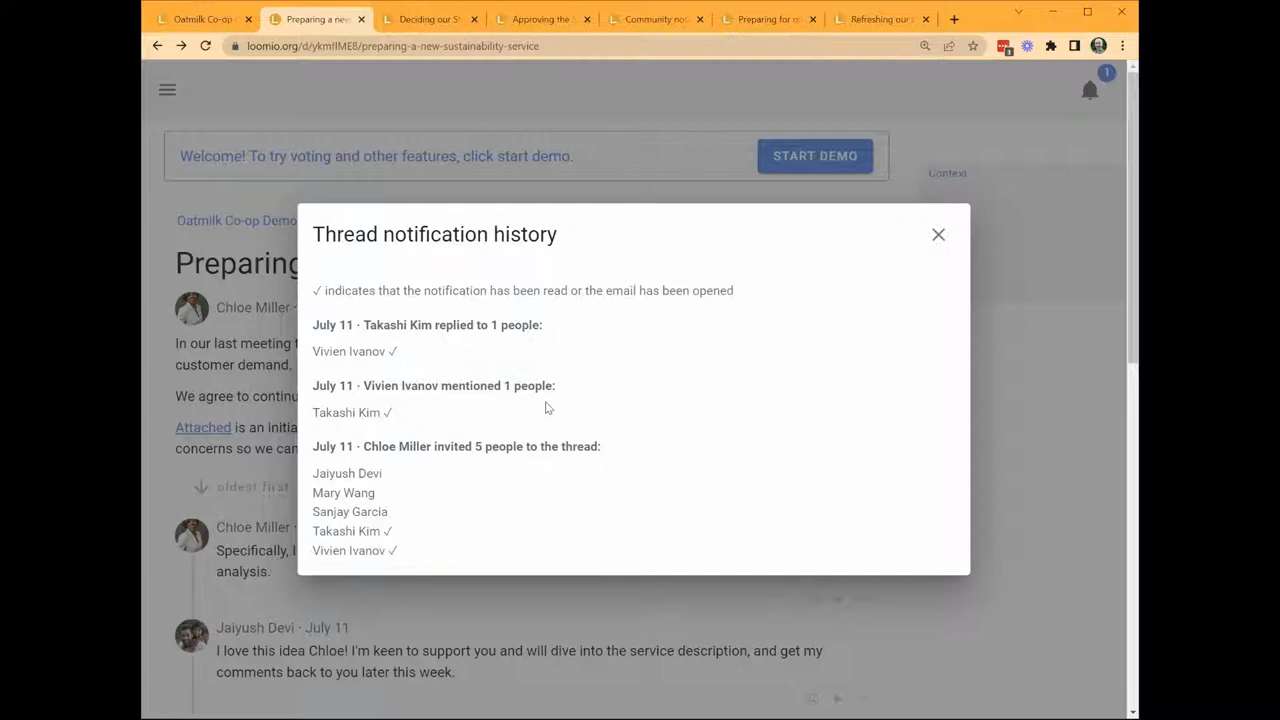 Oatmilk Co-op
Preparing a new
Deciding our St
Approving the
Community not
Preparing for m
Refreshing our
loomio.org/d/ykmflME8/preparing-a-new-sustainability-service
3
1
Welcome! To try voting and other features, click start demo.
START DEMO
Context
Oatmilk Co-op Demo
Preparing
Chloe Miller ·
In our last meeting t
customer demand.
We agree to continu
Attached is an initia
concerns so we can
oldest first
Thread notification history
✓ indicates that the notification has been read or the email has been opened
July 11 · Takashi Kim replied to 1 people:
Vivien Ivanov ✓
July 11 · Vivien Ivanov mentioned 1 people:
Takashi Kim ✓
July 11 · Chloe Miller invited 5 people to the thread:
Jaiyush Devi
Mary Wang
Sanjay Garcia
Takashi Kim ✓
Vivien Ivanov ✓
Chloe Miller ·
Specifically, I
analysis.
Jaiyush Devi · July 11
I love this idea Chloe! I'm keen to support you and will dive into the service description, and get my
comments back to you later this week.